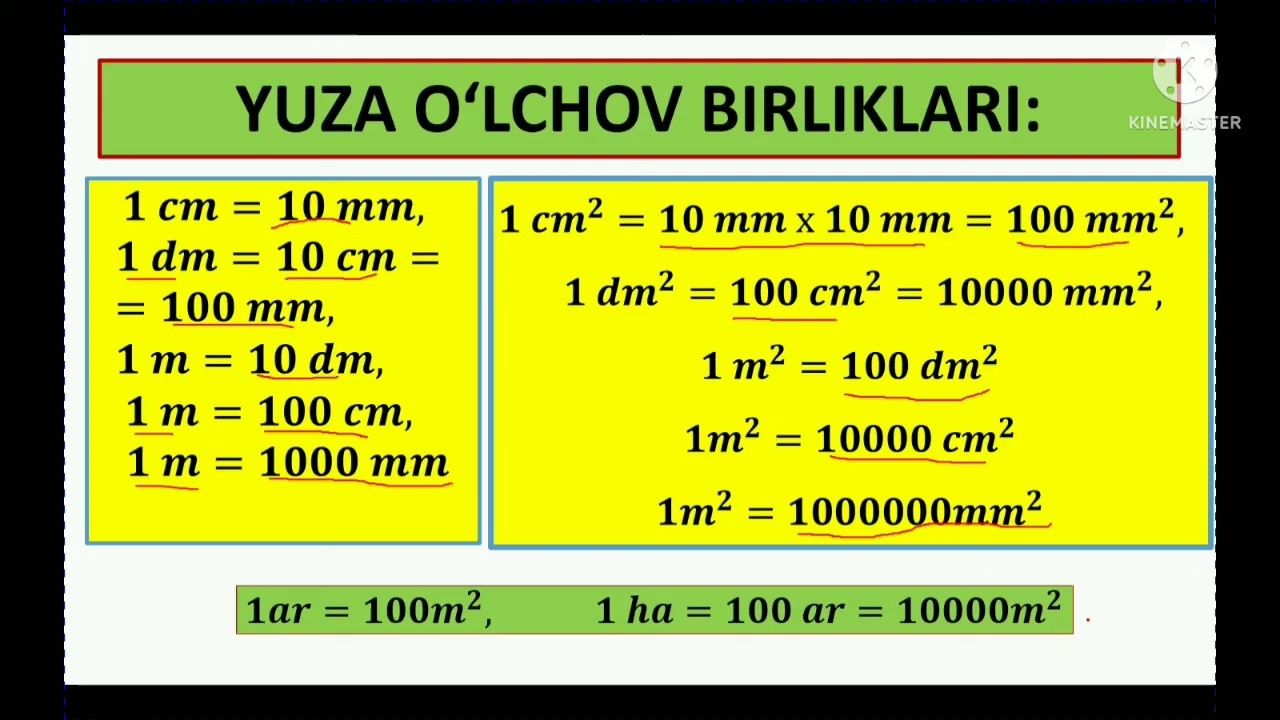 YUZA O‘LCHOV BIRLIKLARI:
KINEMASTER
1 cm = 10 mm,
1 dm = 10 cm =
= 100 mm,
1 m = 10 dm,
1 m = 100 cm,
1 m = 1000 mm
1 cm² = 10 mm x 10 mm = 100 mm²,
1 dm² = 100 cm² = 10000 mm²,
1 m² = 100 dm²
1m² = 10000 cm²
1m² = 1000000mm²
1ar = 100m², 1 ha = 100 ar = 10000m²